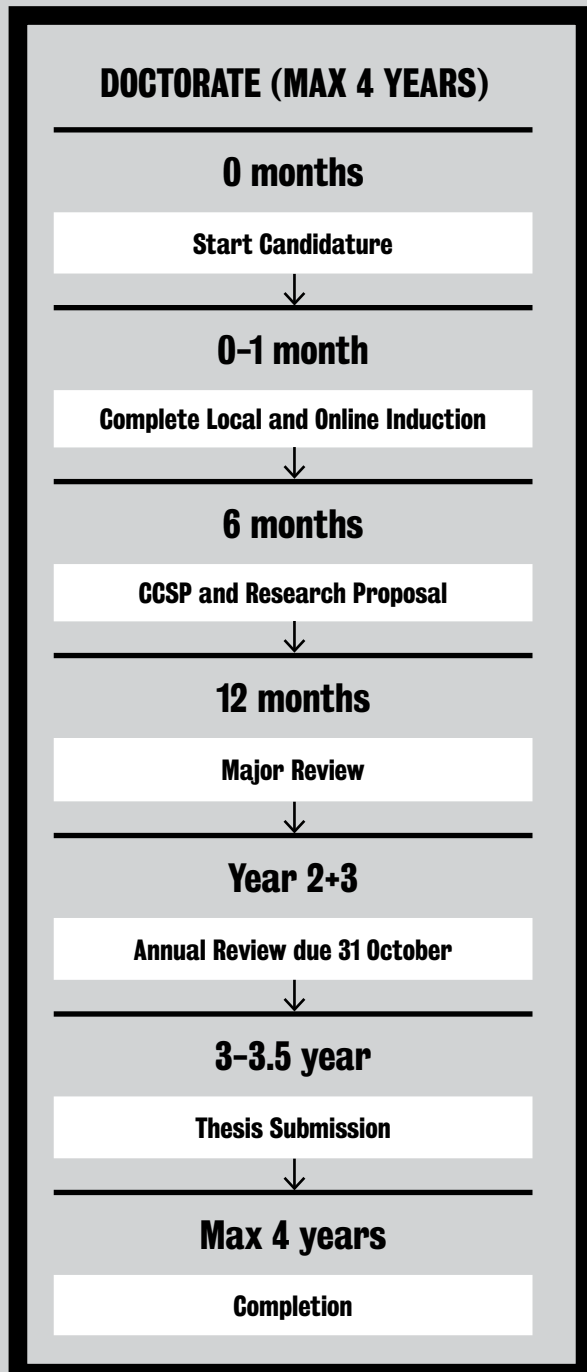 DOCTORATE (MAX 4 YEARS)
0 months
Start Candidature
0-1 month
Complete Local and Online Induction
6 months
CCSP and Research Proposal
12 months
Major Review
Year 2+3
Annual Review due 31 October
3-3.5 year
Thesis Submission
Max 4 years
Completion